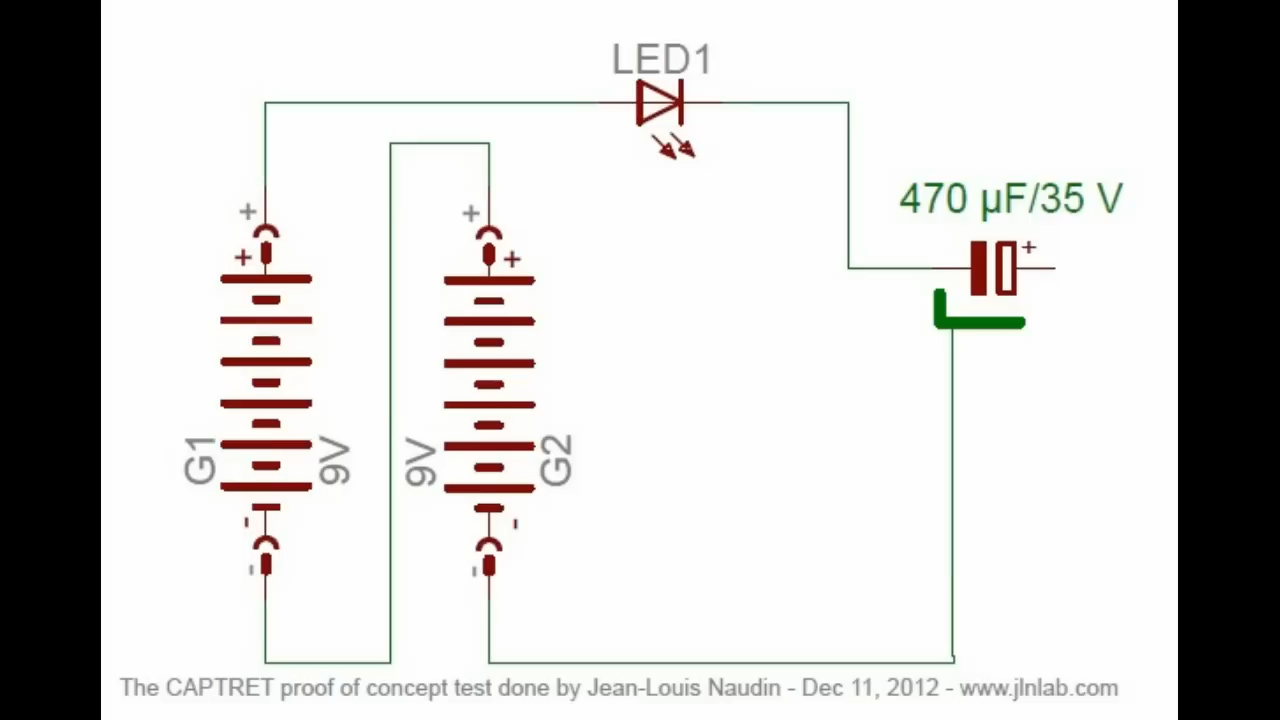 LED1
470 µF/35 V
+
+
+
+
+
G1
9V
9V
G2
-
-
-
-
The CAPTRET proof of concept test done by Jean-Louis Naudin - Dec 11, 2012 - www.jlnlab.com